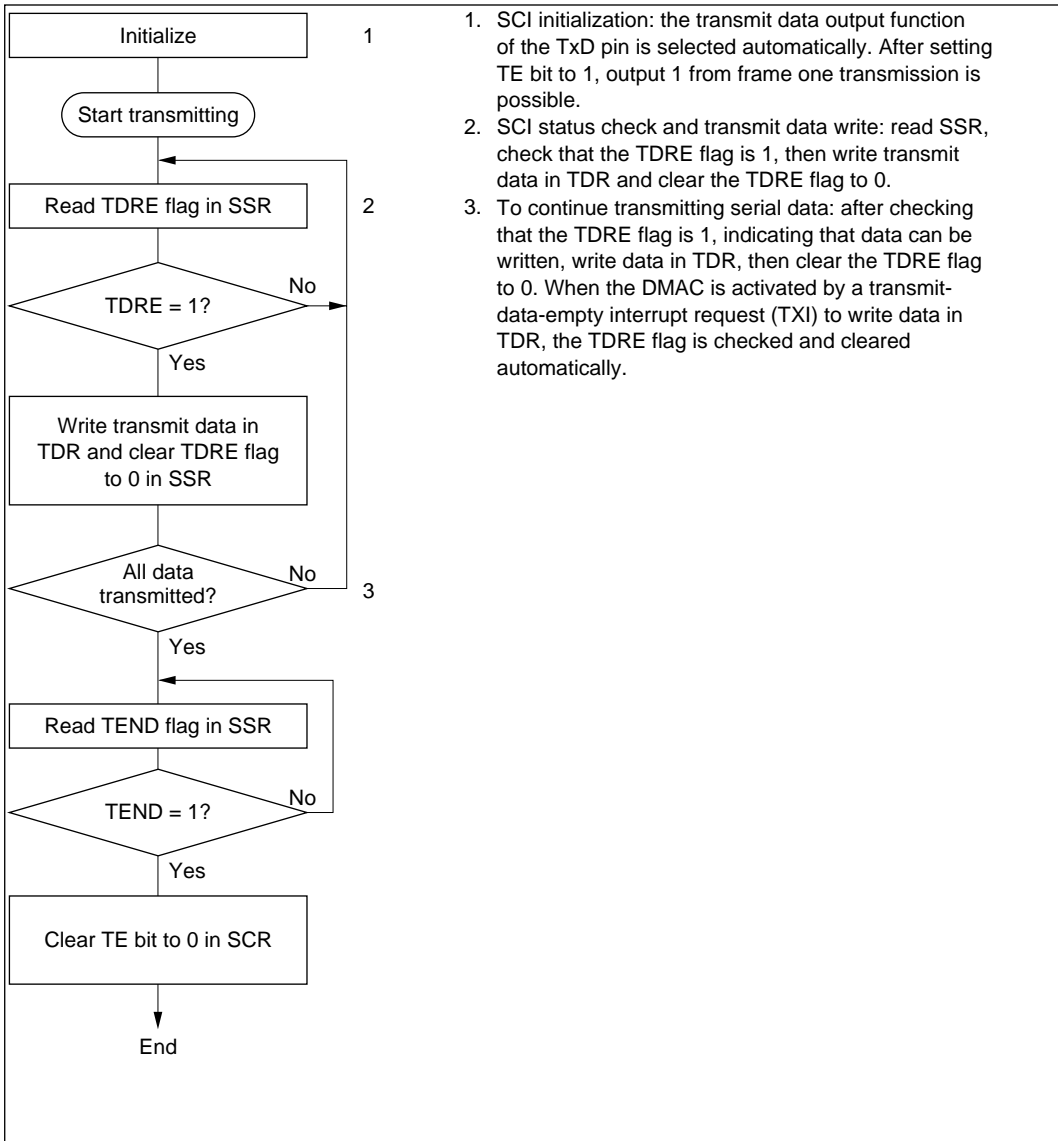 Initialize
1
Start transmitting
Read TDRE flag in SSR
2
TDRE = 1?
No
Yes
Write transmit data in
TDR and clear TDRE flag
to 0 in SSR
All data
transmitted?
No
3
Yes
Read TEND flag in SSR
TEND = 1?
No
Yes
Clear TE bit to 0 in SCR
End
1. SCI initialization: the transmit data output function
of the TxD pin is selected automatically. After setting
TE bit to 1, output 1 from frame one transmission is
possible.
2. SCI status check and transmit data write: read SSR,
check that the TDRE flag is 1, then write transmit
data in TDR and clear the TDRE flag to 0.
3. To continue transmitting serial data: after checking
that the TDRE flag is 1, indicating that data can be
written, write data in TDR, then clear the TDRE flag
to 0. When the DMAC is activated by a transmit-
data-empty interrupt request (TXI) to write data in
TDR, the TDRE flag is checked and cleared
automatically.